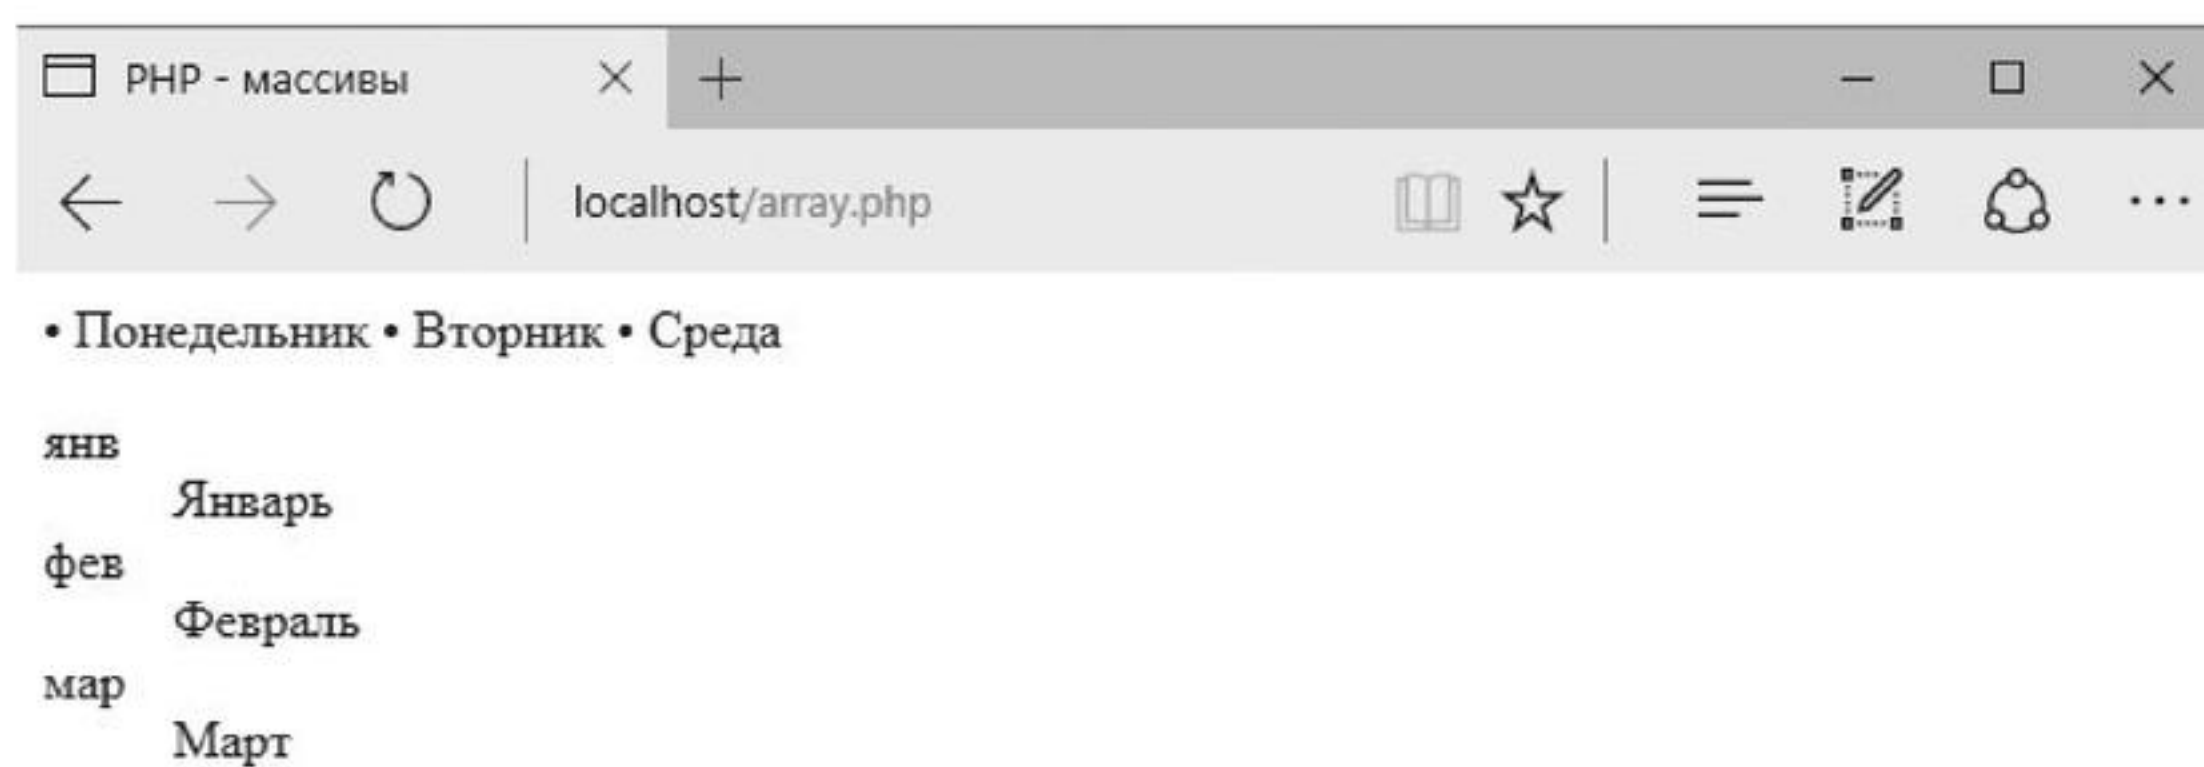 PHP - массивы
localhost/array.php
• Понедельник • Вторник • Среда
янв
Январь
фев
Февраль
мар
Март